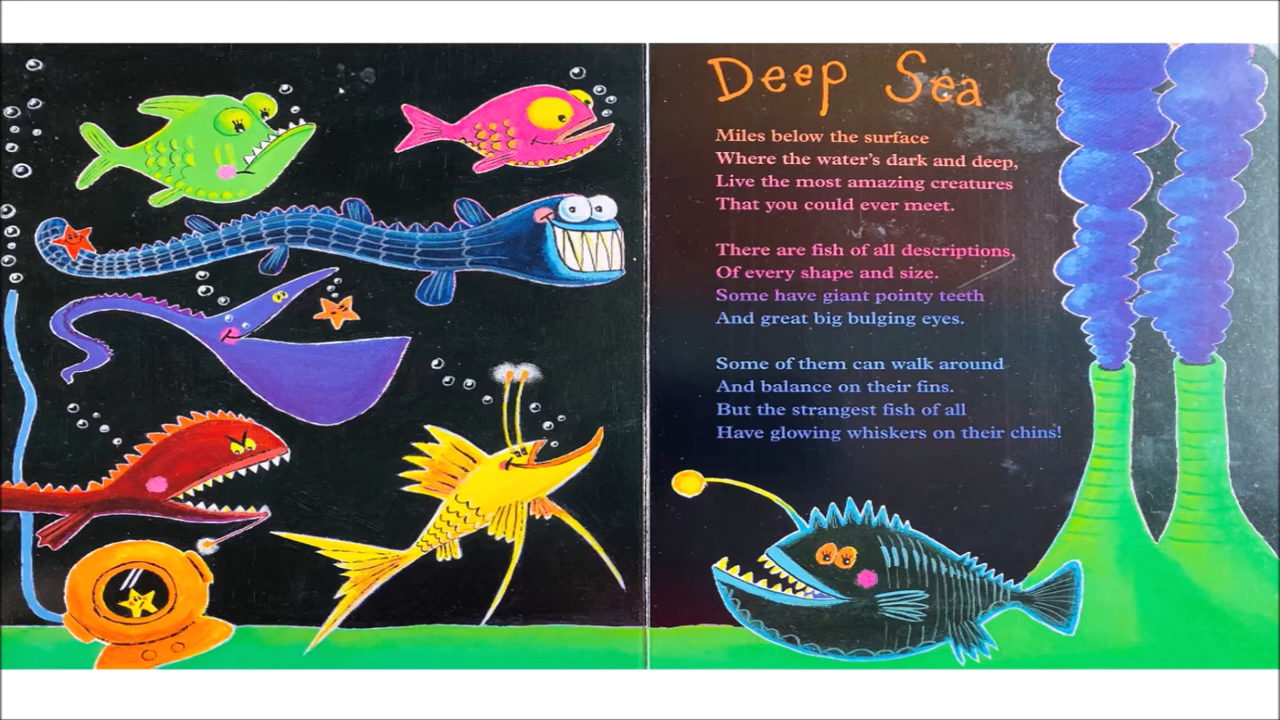 Deep Sea
Miles below the surface
Where the water's dark and deep,
Live the most amazing creatures
That you could ever meet.
There are fish of all descriptions,
Of every shape and size.
Some have giant pointy teeth
And great big bulging eyes.
Some of them can walk around
And balance on their fins.
But the strangest fish of all
Have glowing whiskers on their chins!